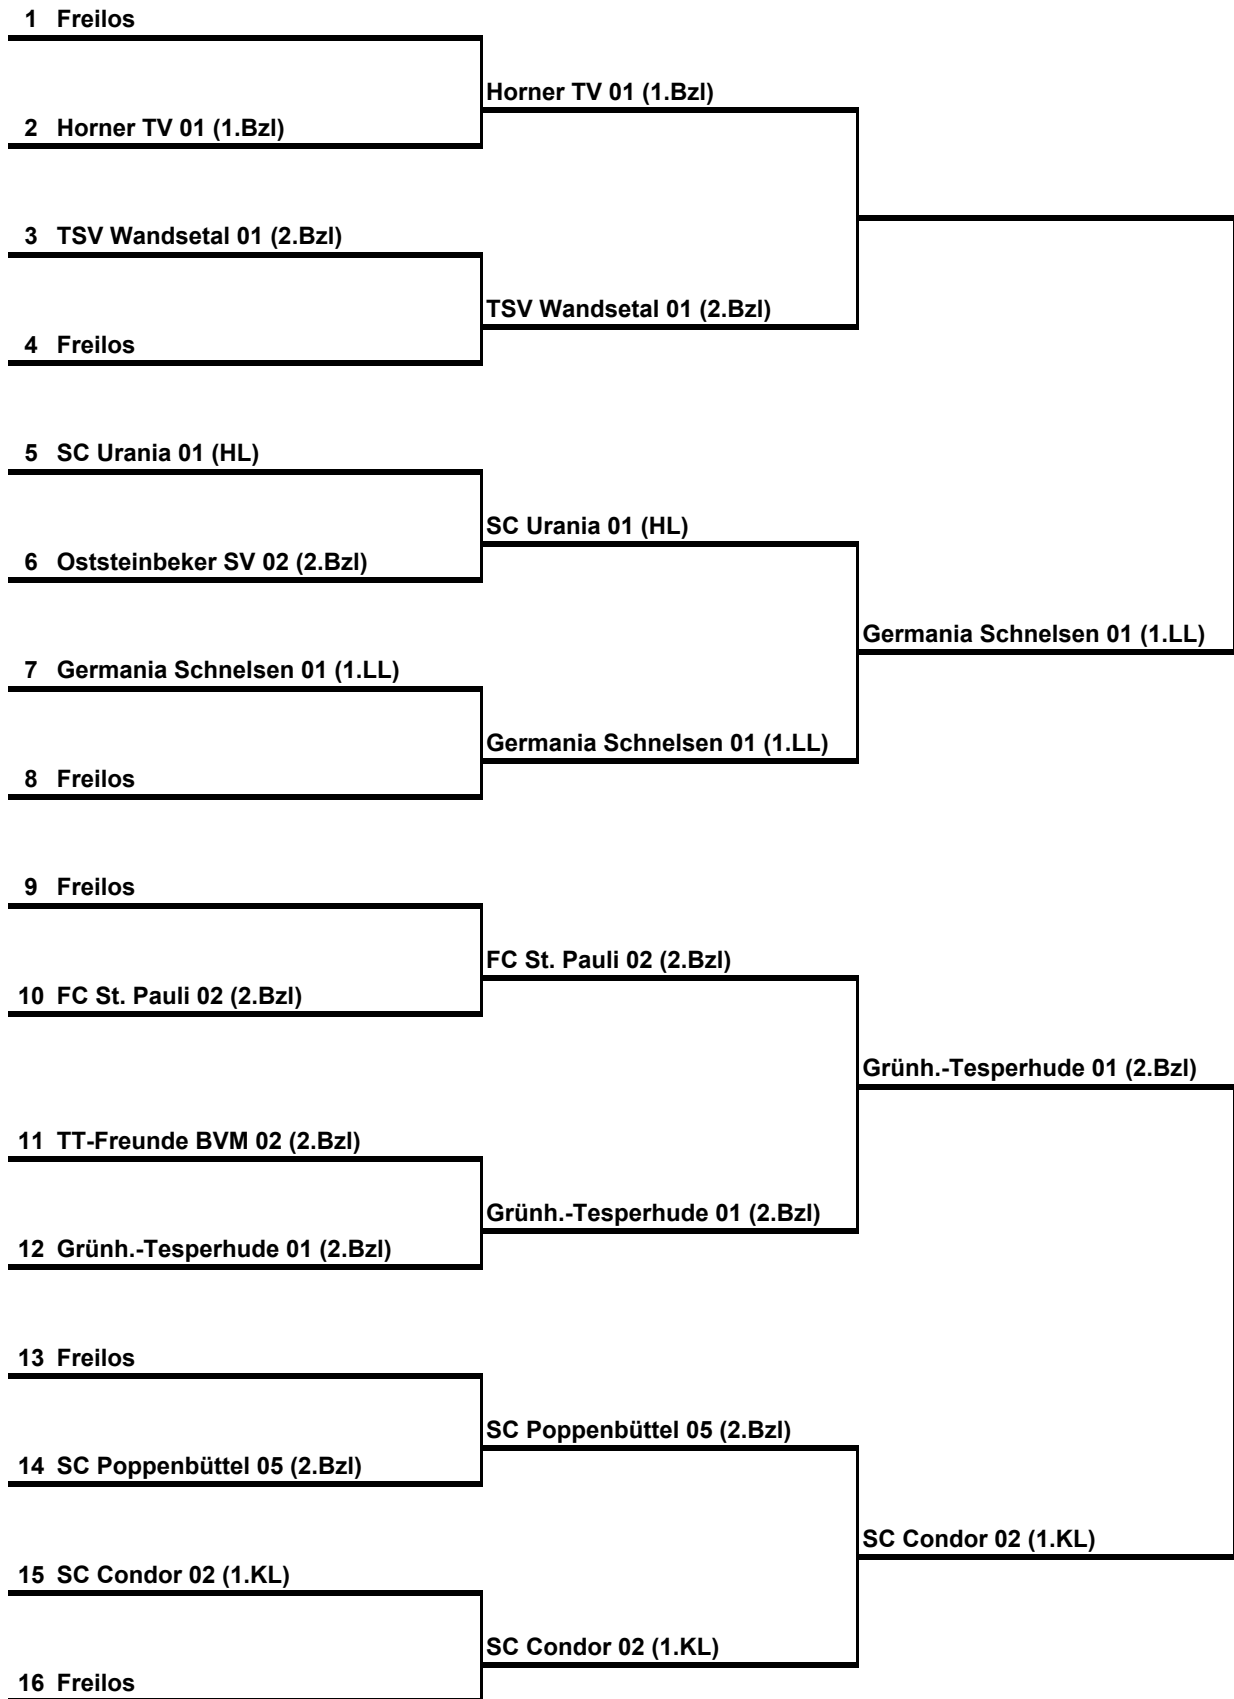 1 Freilos
Horner TV 01 (1.Bzl)
2 Horner TV 01 (1.Bzl)
3 TSV Wandsetal 01 (2.Bzl)
TSV Wandsetal 01 (2.Bzl)
4 Freilos
5 SC Urania 01 (HL)
SC Urania 01 (HL)
6 Oststeinbeker SV 02 (2.Bzl)
Germania Schnelsen 01 (1.LL)
7 Germania Schnelsen 01 (1.LL)
Germania Schnelsen 01 (1.LL)
8 Freilos
9 Freilos
FC St. Pauli 02 (2.Bzl)
10 FC St. Pauli 02 (2.Bzl)
Grünh.-Tesperhude 01 (2.Bzl)
11 TT-Freunde BVM 02 (2.Bzl)
Grünh.-Tesperhude 01 (2.Bzl)
12 Grünh.-Tesperhude 01 (2.Bzl)
13 Freilos
SC Poppenbüttel 05 (2.Bzl)
14 SC Poppenbüttel 05 (2.Bzl)
SC Condor 02 (1.KL)
15 SC Condor 02 (1.KL)
SC Condor 02 (1.KL)
16 Freilos